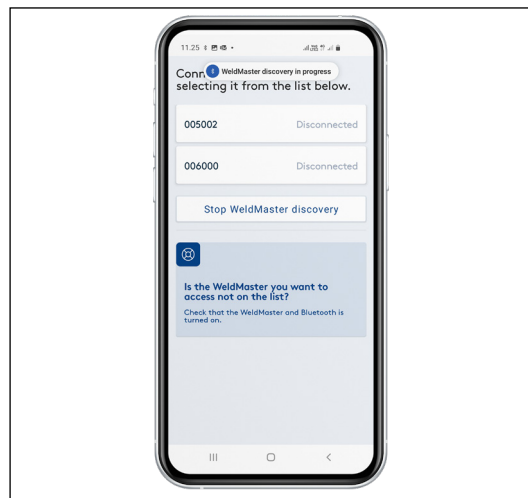 11.25
WeldMaster discovery in progress
Conn
selecting it from the list below.
005002 Disconnected
006000 Disconnected
Stop WeldMaster discovery
Is the WeldMaster you want to
access not on the list?
Check that the WeldMaster and Bluetooth is
turned on.